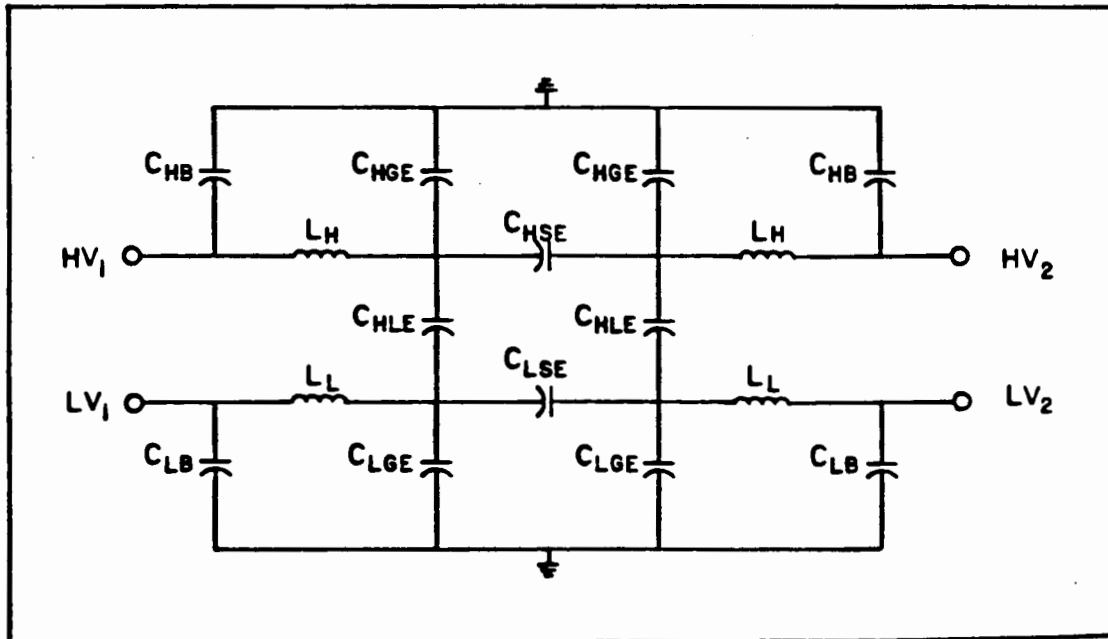 C_HB C_HGE C_HGE C_HB
L_H C_HSE L_H
HV_1 HV_2
C_HLE C_HLE
L_L C_LSE L_L
LV_1 LV_2
C_LB C_LGE C_LGE C_LB